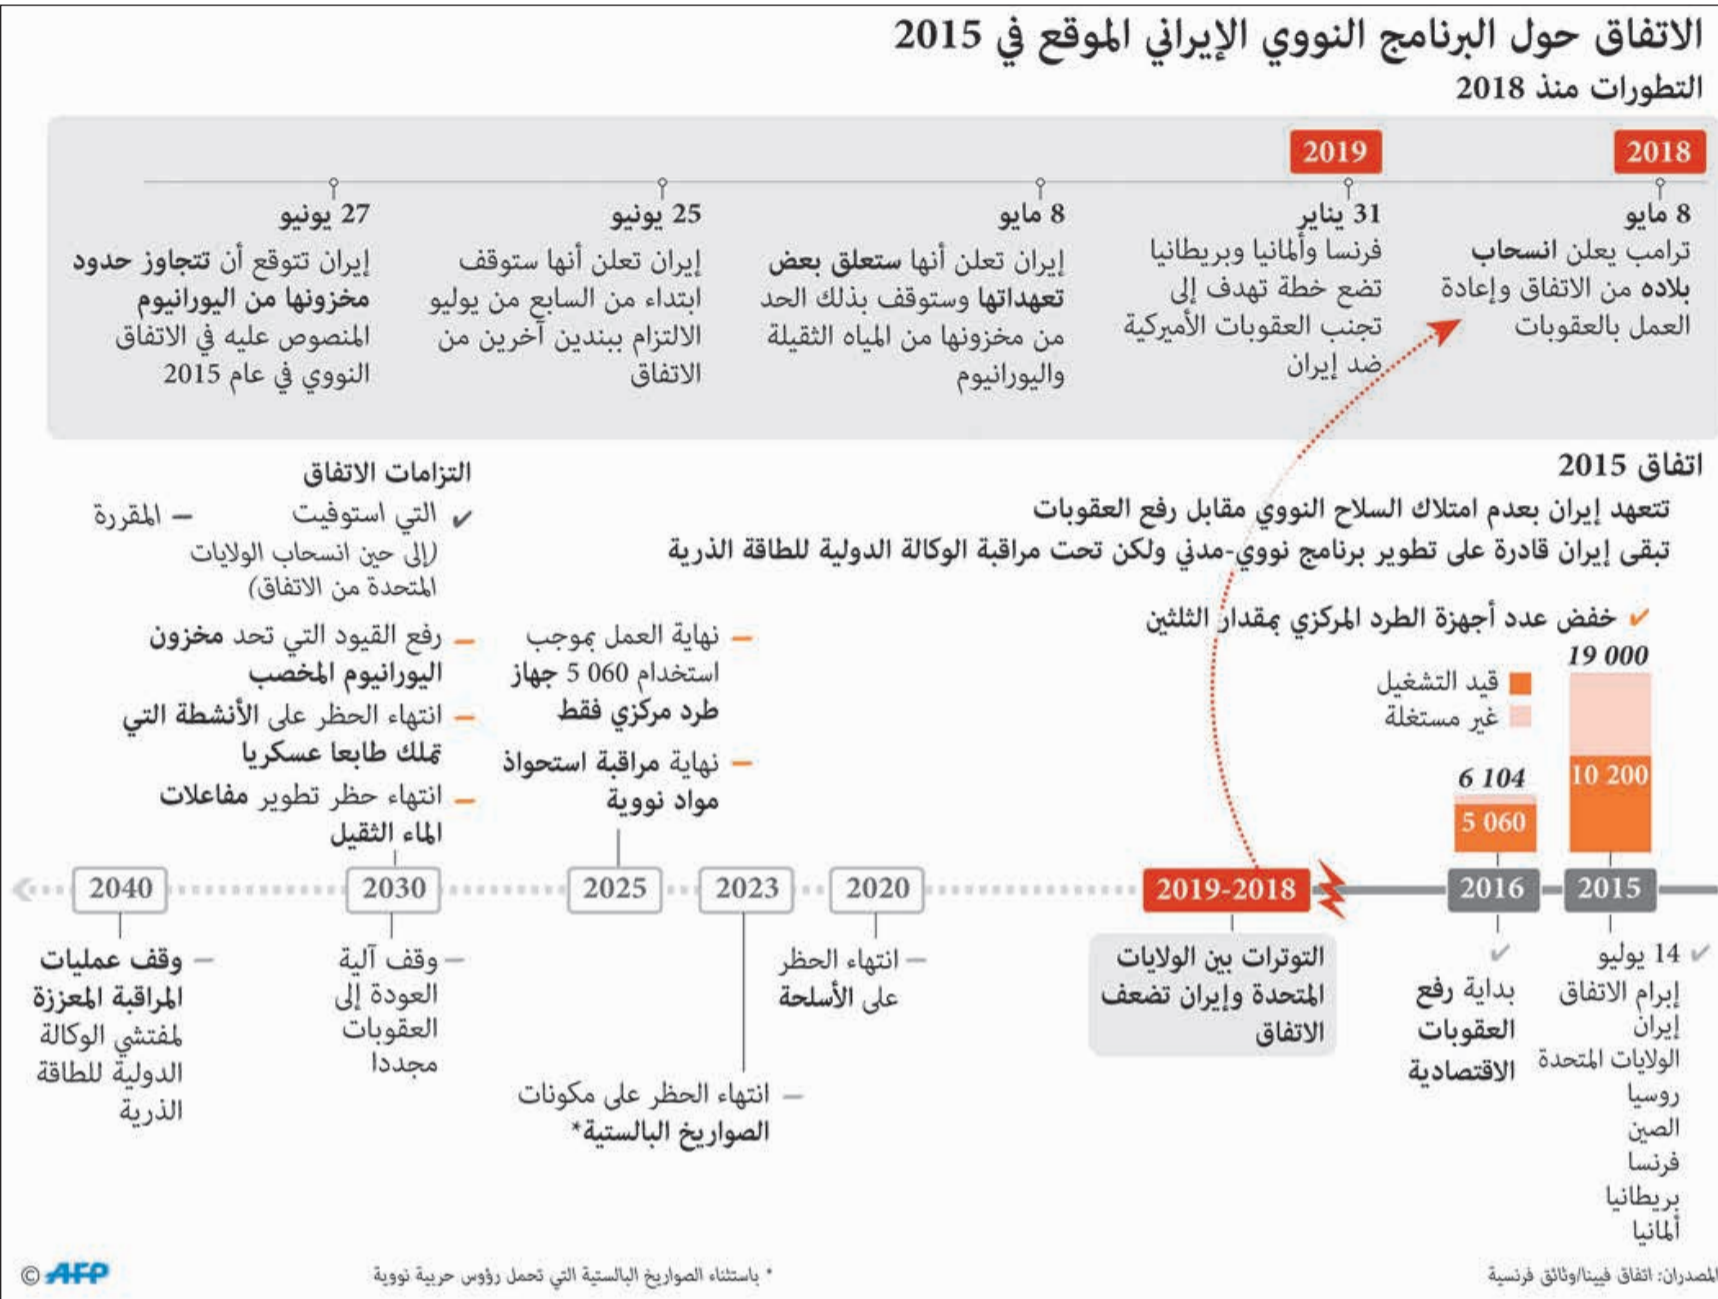 الاتفاق حول البرنامج النووي الإيراني الموقع في 2015
التطورات منذ 2018
2018
8 مايو
ترامب يعلن انسحاب
بلاده من الاتفاق وإعادة
العمل بالعقوبات
2019
31 يناير
فرنسا وألمانيا وبريطانيا
تضع خطة تهدف إلى
تجنب العقوبات الأميركية
ضد إيران
8 مايو
إيران تعلن أنها ستعلق بعض
تعهداتها وستوقف بذلك الحد
من مخزونها من المياه الثقيلة
واليورانيوم
25 يونيو
إيران تعلن أنها ستوقف
ابتداء من السابع من يوليو
الالتزام ببندين آخرين من
الاتفاق
27 يونيو
إيران تتوقع أن تتجاوز حدود
مخزونها من اليورانيوم
المنصوص عليه في الاتفاق
النووي في عام 2015
اتفاق 2015
تتعهد إيران بعدم امتلاك السلاح النووي مقابل رفع العقوبات
تبقى إيران قادرة على تطوير برنامج نووي-مدني ولكن تحت مراقبة الوكالة الدولية للطاقة الذرية
التزامات الاتفاق
✓ التي استوفيت
(إلى حين انسحاب الولايات
المتحدة من الاتفاق)
– المقررة
✓ خفض عدد أجهزة الطرد المركزي بمقدار الثلثين
19 000
10 200
قيد التشغيل
غير مستغلة
6 104
5 060
– نهاية العمل بموجب
استخدام 060 5 جهاز
طرد مركزي فقط
– نهاية مراقبة استحواذ
مواد نووية
– رفع القيود التي تحد مخزون
اليورانيوم المخصب
– انتهاء الحظر على الأنشطة التي
تملك طابعا عسكريا
– انتهاء حظر تطوير مفاعلات
الماء الثقيل
2015
2016
2019-2018
2020
2023
2025
2030
2040
✓ 14 يوليو
إبرام الاتفاق
إيران
الولايات المتحدة
روسيا
الصين
فرنسا
بريطانيا
ألمانيا
✓
بداية رفع
العقوبات
الاقتصادية
التوترات بين الولايات
المتحدة وإيران تضعف
الاتفاق
– انتهاء الحظر
على الأسلحة
– انتهاء الحظر على مكونات
الصواريخ البالستية*
– وقف آلية
العودة إلى
العقوبات
مجددا
– وقف عمليات
المراقبة المعززة
لمفتشي الوكالة
الدولية للطاقة
الذرية
المصدران: اتفاق فيينا/وثائق فرنسية
* باستثناء الصواريخ البالستية التي تحمل رؤوس حربية نووية
AFP ©